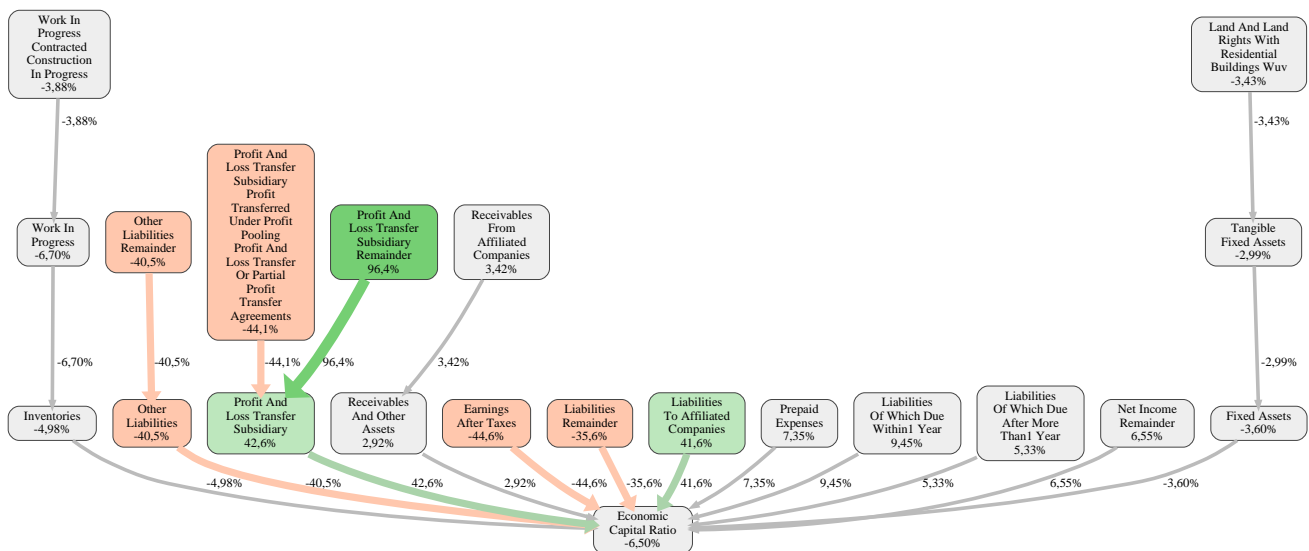 Work In
Progress
Contracted
Construction
In Progress
-3,88%
Land And Land
Rights With
Residential
Buildings Wuv
-3,43%
-3,88%
-3,43%
Profit And
Loss Transfer
Subsidiary
Profit
Transferred
Under Profit
Pooling
Profit And
Loss Transfer
Or Partial
Profit
Transfer
Agreements
-44,1%
Work In
Progress
-6,70%
Other
Liabilities
Remainder
-40,5%
Profit And
Loss Transfer
Subsidiary
Remainder
96,4%
Receivables
From
Affiliated
Companies
3,42%
Tangible
Fixed Assets
-2,99%
-6,70%
-40,5%
-44,1%
96,4%
3,42%
-2,99%
Inventories
-4,98%
Other
Liabilities
-40,5%
Profit And
Loss Transfer
Subsidiary
42,6%
Receivables
And Other
Assets
2,92%
Earnings
After Taxes
-44,6%
Liabilities
Remainder
-35,6%
Liabilities
To Affiliated
Companies
41,6%
Prepaid
Expenses
7,35%
Liabilities
Of Which Due
Within1 Year
9,45%
Liabilities
Of Which Due
After More
Than1 Year
5,33%
Net Income
Remainder
6,55%
Fixed Assets
-3,60%
-4,98%
-40,5%
42,6%
2,92%
-44,6%
-35,6%
41,6%
7,35%
9,45%
5,33%
6,55%
-3,60%
Economic
Capital Ratio
-6,50%